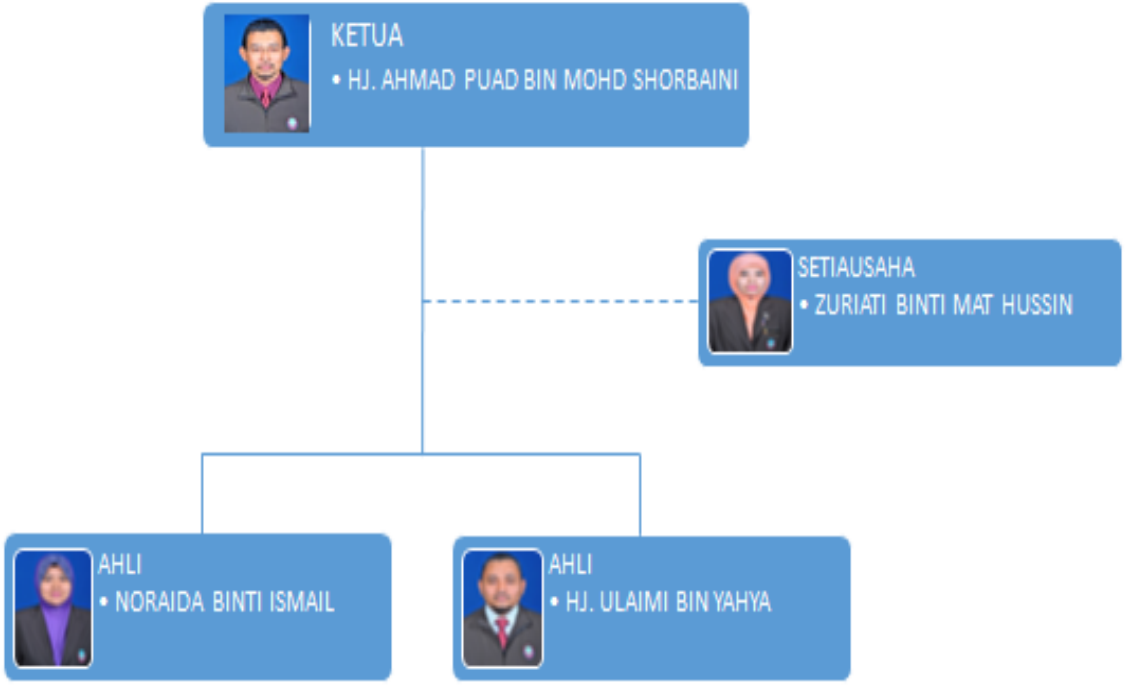 KETUA
• HJ. AHMAD PUAD BIN MOHD SHORBAINI
SETIAUSAHA
• ZURIATI BINTI MAT HUSSIN
AHLI
• NORAIDA BINTI ISMAIL
AHLI
• HJ. ULAIMI BIN YAHYA